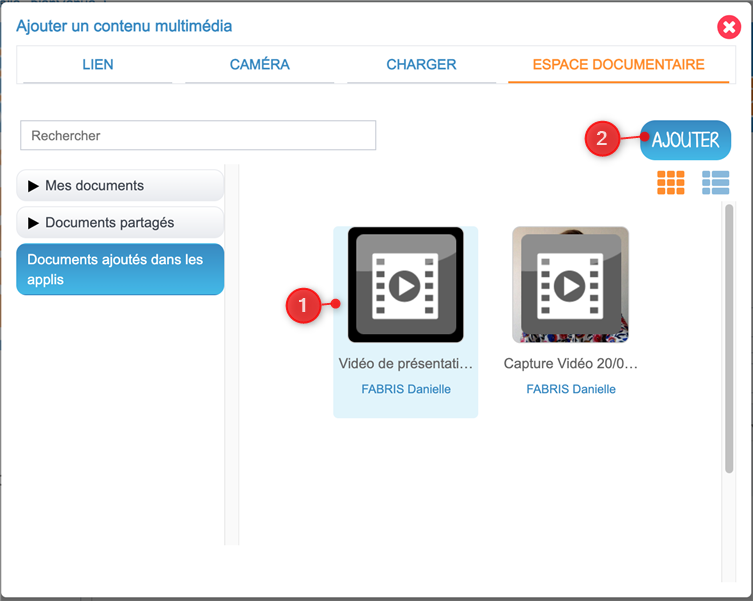 Ajouter un contenu multimédia
LIEN
CAMÉRA
CHARGER
ESPACE DOCUMENTAIRE
Rechercher
2
AJOUTER
Mes documents
Documents partagés
Documents ajoutés dans les
applis
1
Vidéo de présentati...
Capture Vidéo 20/0...
FABRIS Danielle
FABRIS Danielle